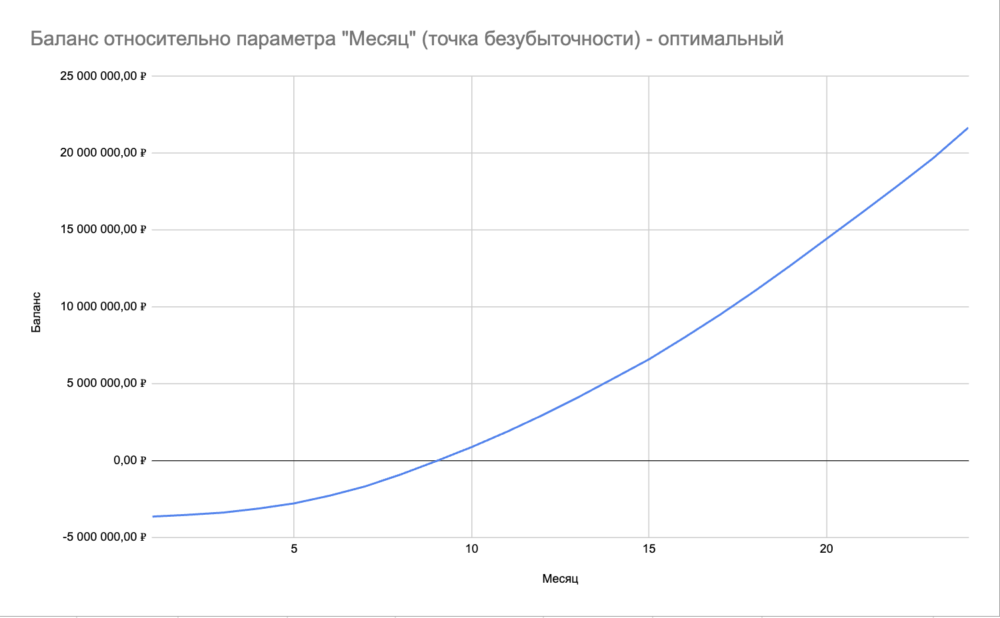 Баланс относительно параметра "Месяц" (точка безубыточности) - оптимальный
25 000 000,00 ₽
20 000 000,00 ₽
15 000 000,00 ₽
10 000 000,00 ₽
5 000 000,00 ₽
0,00 ₽
-5 000 000,00 ₽
Баланс
5
10
15
20
Месяц